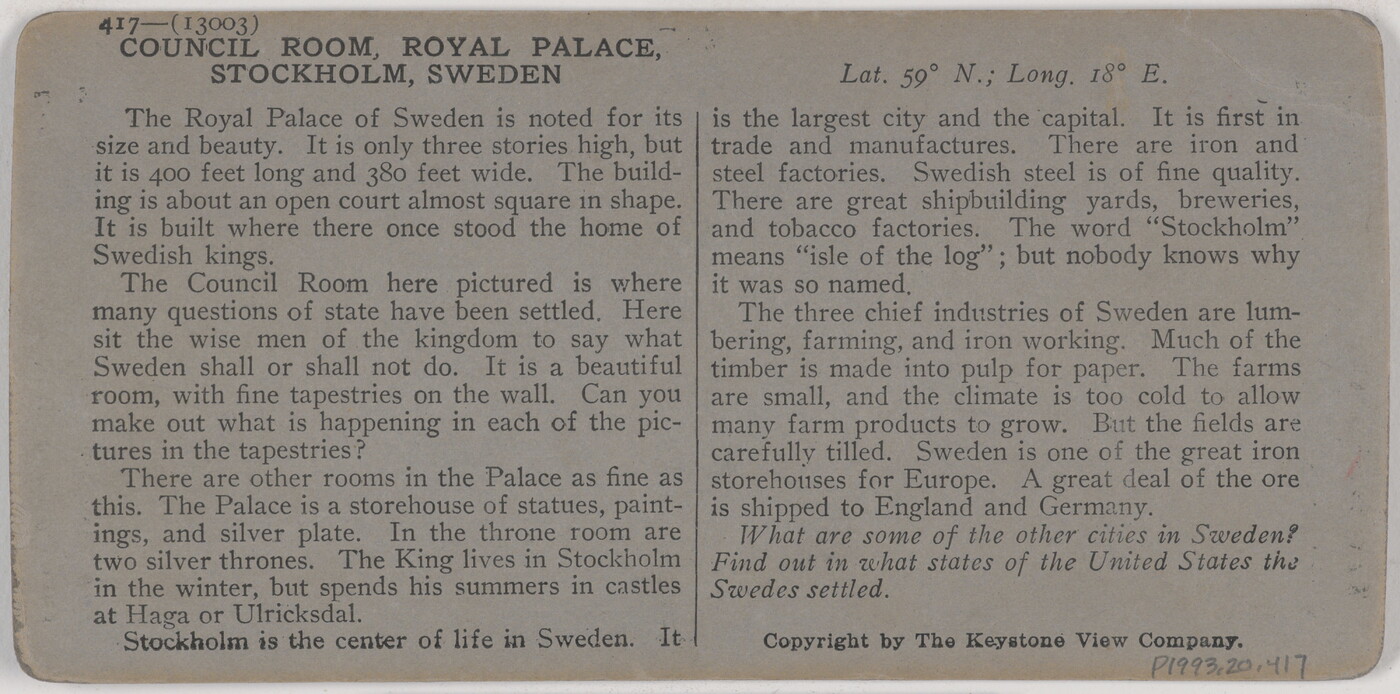 417—(13003)
COUNCIL ROOM, ROYAL PALACE,
STOCKHOLM, SWEDEN
The Royal Palace of Sweden is noted for its
size and beauty. It is only three stories high, but
it is 400 feet long and 380 feet wide. The build-
ing is about an open court almost square in shape.
It is built where there once stood the home of
Swedish kings.
The Council Room here pictured is where
many questions of state have been settled. Here
sit the wise men of the kingdom to say what
Sweden shall or shall not do. It is a beautiful
room, with fine tapestries on the wall. Can you
make out what is happening in each of the pic-
tures in the tapestries?
There are other rooms in the Palace as fine as
this. The Palace is a storehouse of statues, paint-
ings, and silver plate. In the throne room are
two silver thrones. The King lives in Stockholm
in the winter, but spends his summers in castles
at Haga or Ulricksdal.
Stockholm is the center of life in Sweden. It
Lat. 59° N.; Long. 18° E.
is the largest city and the capital. It is first in
trade and manufactures. There are iron and
steel factories. Swedish steel is of fine quality.
There are great shipbuilding yards, breweries,
and tobacco factories. The word “Stockholm”
means “isle of the log”; but nobody knows why
it was so named.
The three chief industries of Sweden are lum-
bering, farming, and iron working. Much of the
timber is made into pulp for paper. The farms
are small, and the climate is too cold to allow
many farm products to grow. But the fields are
carefully tilled. Sweden is one of the great iron
storehouses for Europe. A great deal of the ore
is shipped to England and Germany.
What are some of the other cities in Sweden?
Find out in what states of the United States the
Swedes settled.
Copyright by The Keystone View Company.
P1993.20.417